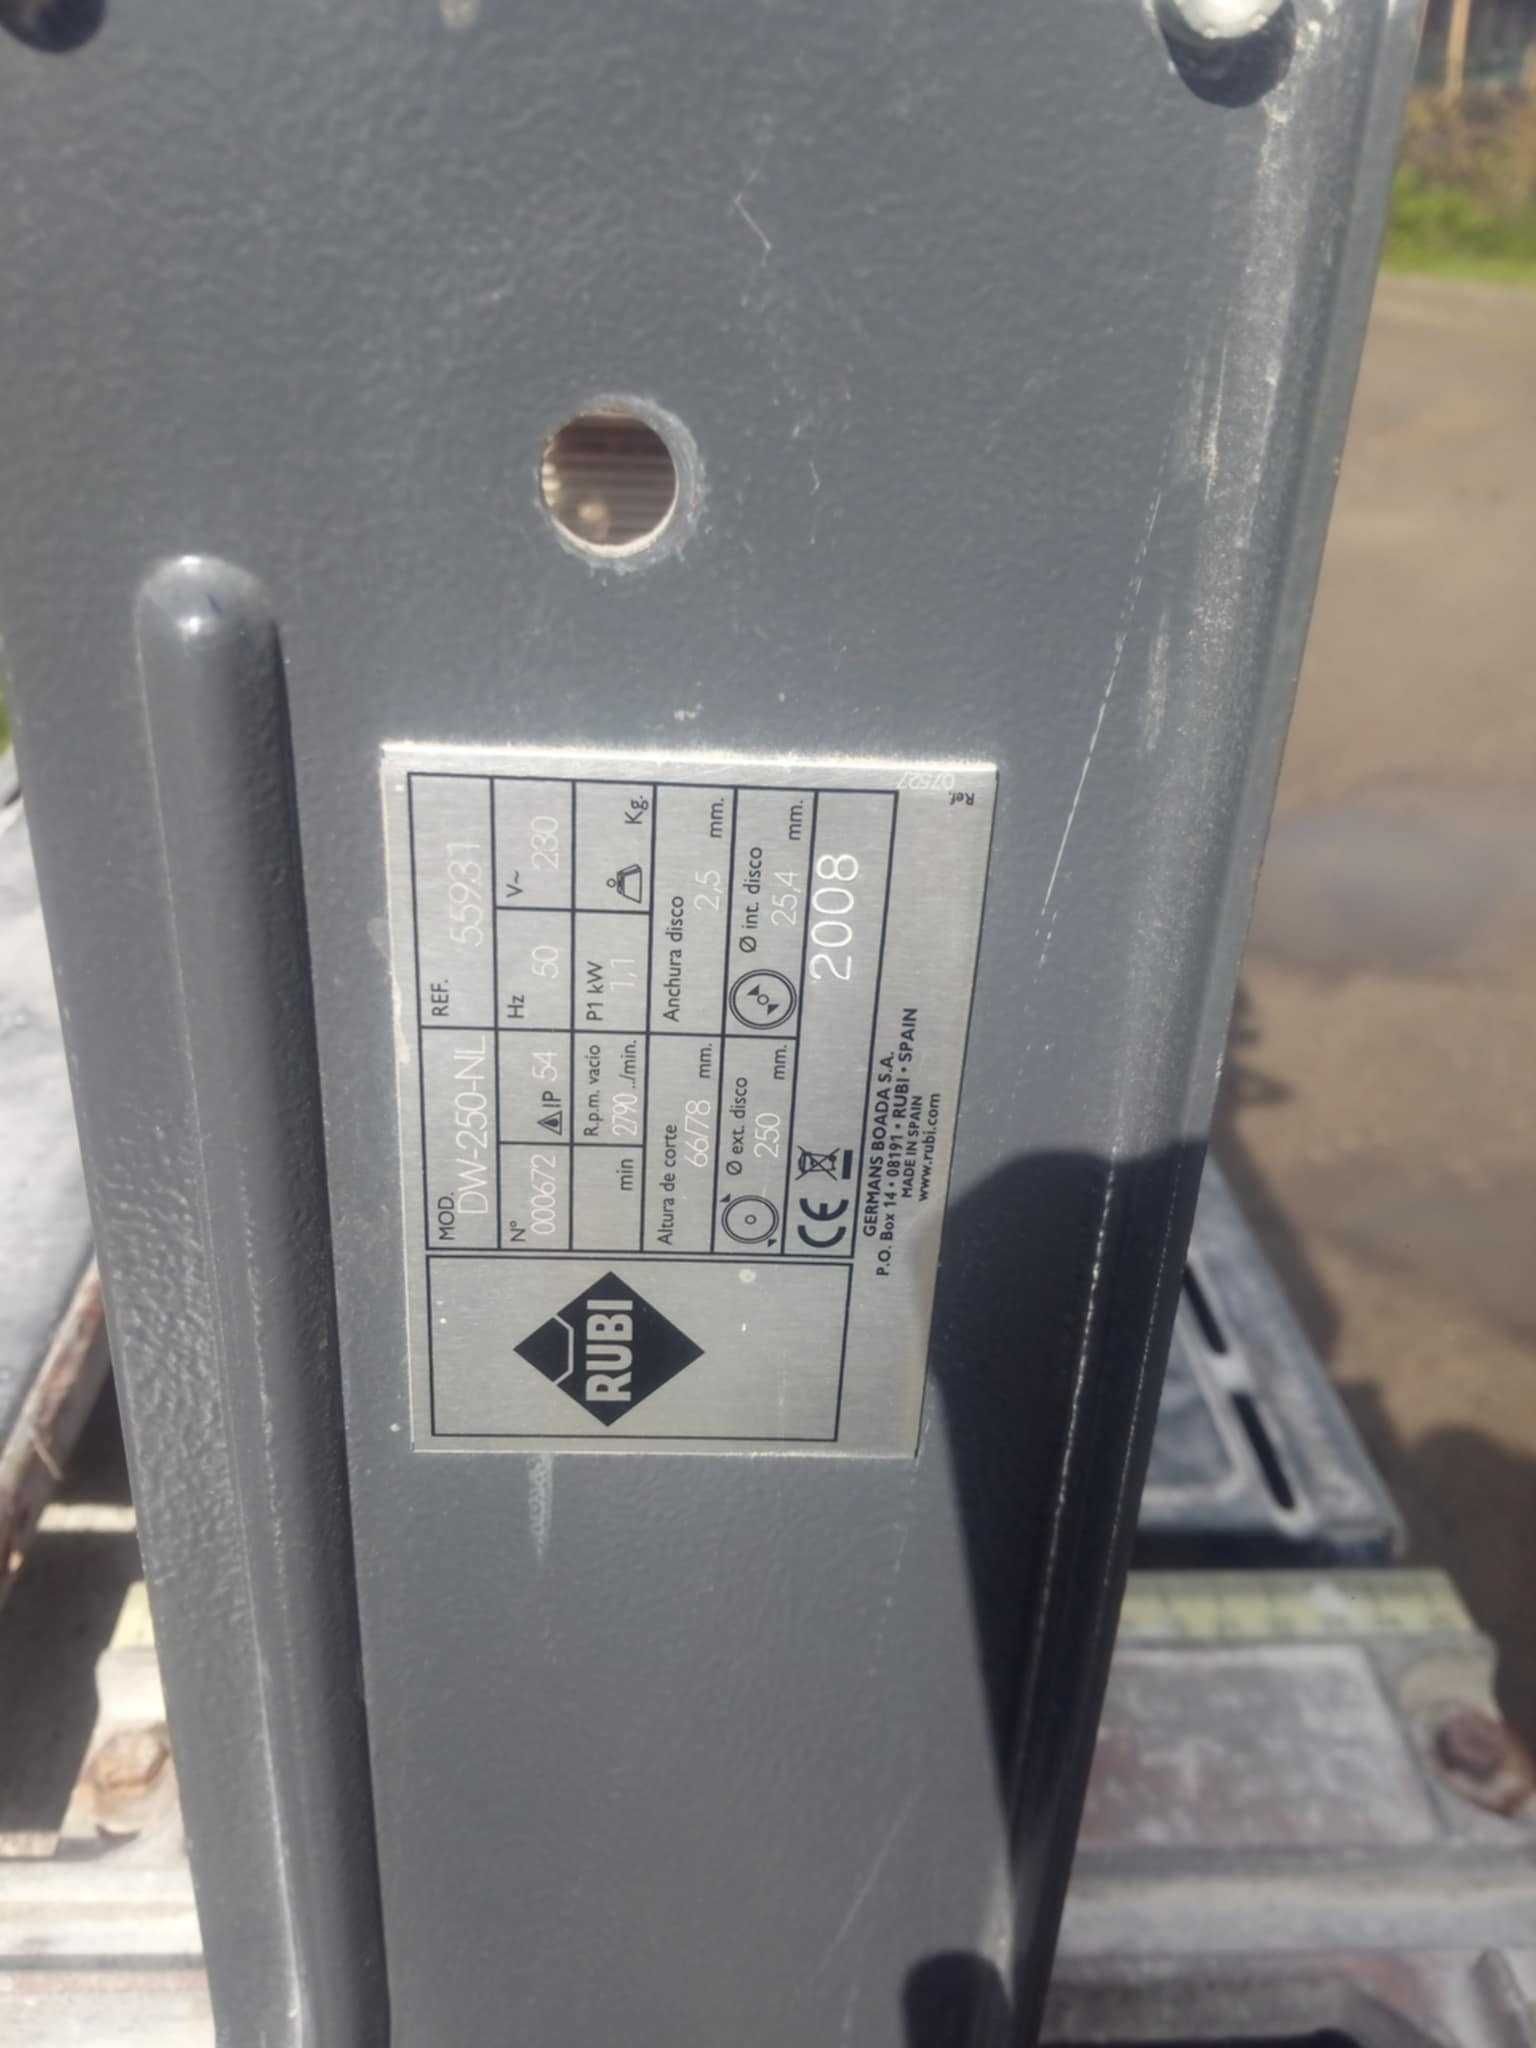 RUBI
MOD. REF.
DW-250-NL 55931
Nº Hz V~
000672 IP 54 50 230
R.p.m. vacio P1 kW
min 2790 ../min. 1,1 Kg.
Altura de corte Anchura disco
66/78 mm. 2,5 mm.
Ø ext. disco Ø int. disco
250 mm. 25,4 mm.
CE 2008
GERMANS BOADA S.A.
P.O. Box 14 • 08191 • RUBI • SPAIN
MADE IN SPAIN
www.rubi.com
Ref.
07527